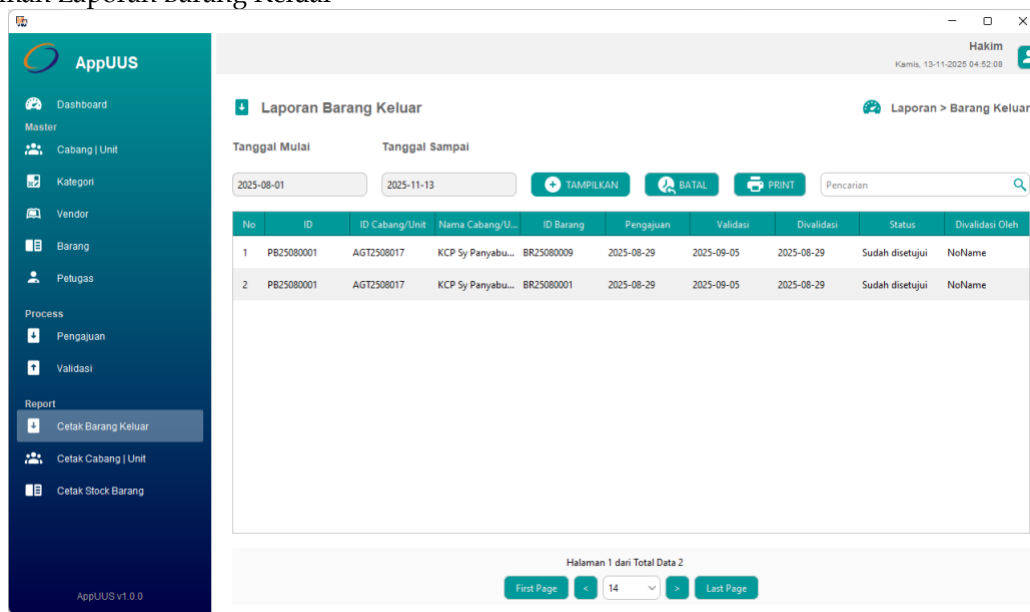 Laporan Barang Keluar
Hakim
AppUUS
Kamis, 13-11-2025 04:52:08
Dashboard
Master
Cabang | Unit
Kategori
Vendor
Barang
Petugas
Process
Pengajuan
Validasi
Report
Cetak Barang Keluar
Cetak Cabang | Unit
Cetak Stock Barang
AppUUS v1.0.0
Laporan Barang Keluar
Laporan > Barang Keluar
Tanggal Mulai Tanggal Sampai
2025-08-01 2025-11-13 TAMPILKAN BATAL PRINT Pencarian
No ID ID Cabang/Unit Nama Cabang/U... ID Barang Pengajuan Validasi Divalidasi Status Divalidasi Oleh
1 PB25080001 AGT2508017 KCP Sy Panyabu... BR25080009 2025-08-29 2025-09-05 2025-08-29 Sudah disetujui NoName
2 PB25080001 AGT2508017 KCP Sy Panyabu... BR25080001 2025-08-29 2025-09-05 2025-08-29 Sudah disetujui NoName
Halaman 1 dari Total Data 2
First Page < 14 > Last Page